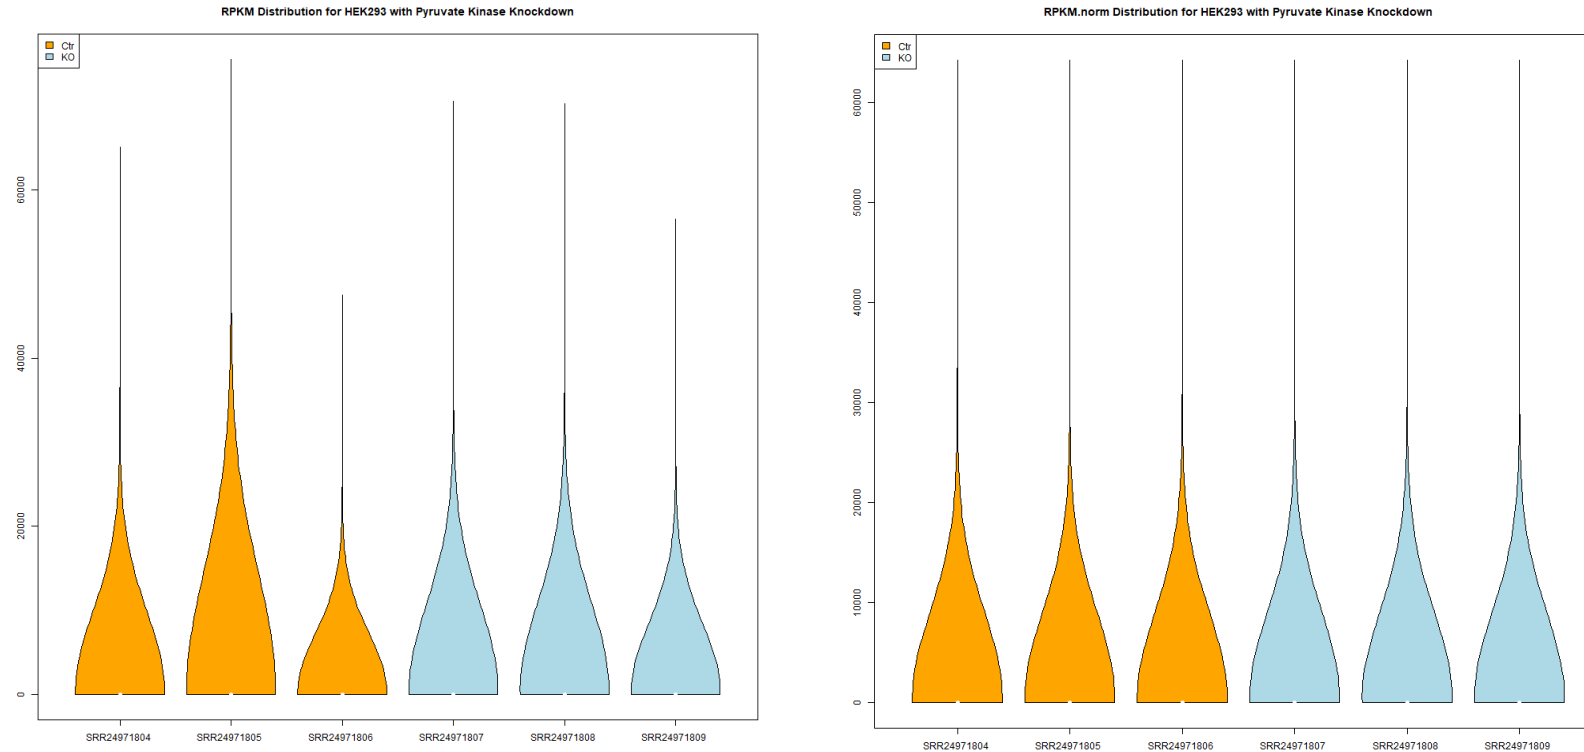 RPKM Distribution for HEK293 with Pyruvate Kinase Knockdown
Ctr
KO
60000
40000
20000
0
SRR24971804 SRR24971805 SRR24971806 SRR24971807 SRR24971808 SRR24971809
RPKM.norm Distribution for HEK293 with Pyruvate Kinase Knockdown
Ctr
KO
60000
50000
40000
30000
20000
10000
0
SRR24971804 SRR24971805 SRR24971806 SRR24971807 SRR24971808 SRR24971809